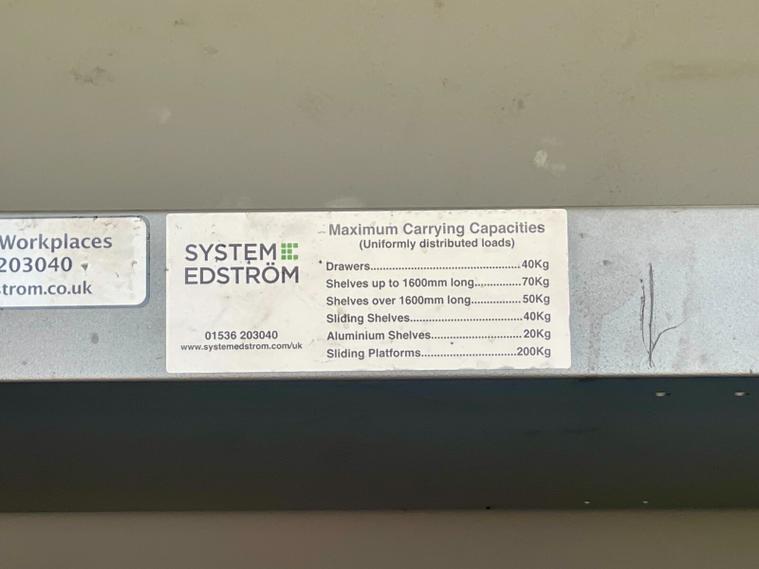 Workplaces
203040
strom.co.uk
SYSTEM
EDSTRÖM
01536 203040
www.systemedstrom.com/uk
Maximum Carrying Capacities
(Uniformly distributed loads)
Drawers..................................................40Kg
Shelves up to 1600mm long...............70Kg
Shelves over 1600mm long................50Kg
Sliding Shelves.....................................40Kg
Aluminium Shelves..............................20Kg
Sliding Platforms................................200Kg